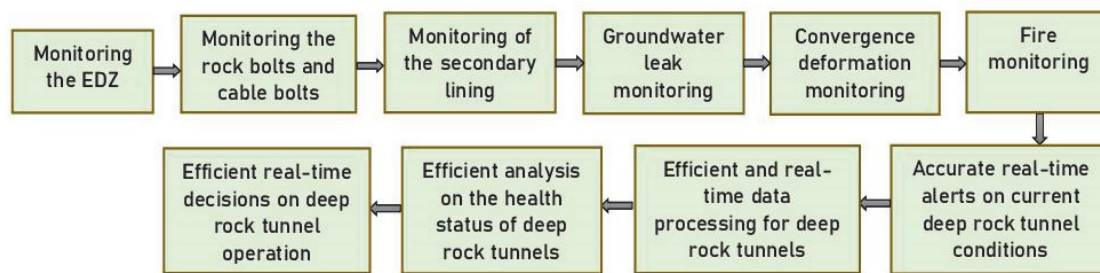 Monitoring
the EDZ
Monitoring the
rock bolts and
cable bolts
Monitoring of
the secondary
lining
Groundwater
leak
monitoring
Convergence
deformation
monitoring
Fire
monitoring
Accurate real-time
alerts on current
deep rock tunnel
conditions
Efficient and real-
time data
processing for deep
rock tunnels
Efficient analysis
on the health
status of deep
rock tunnels
Efficient real-time
decisions on deep
rock tunnel
operation